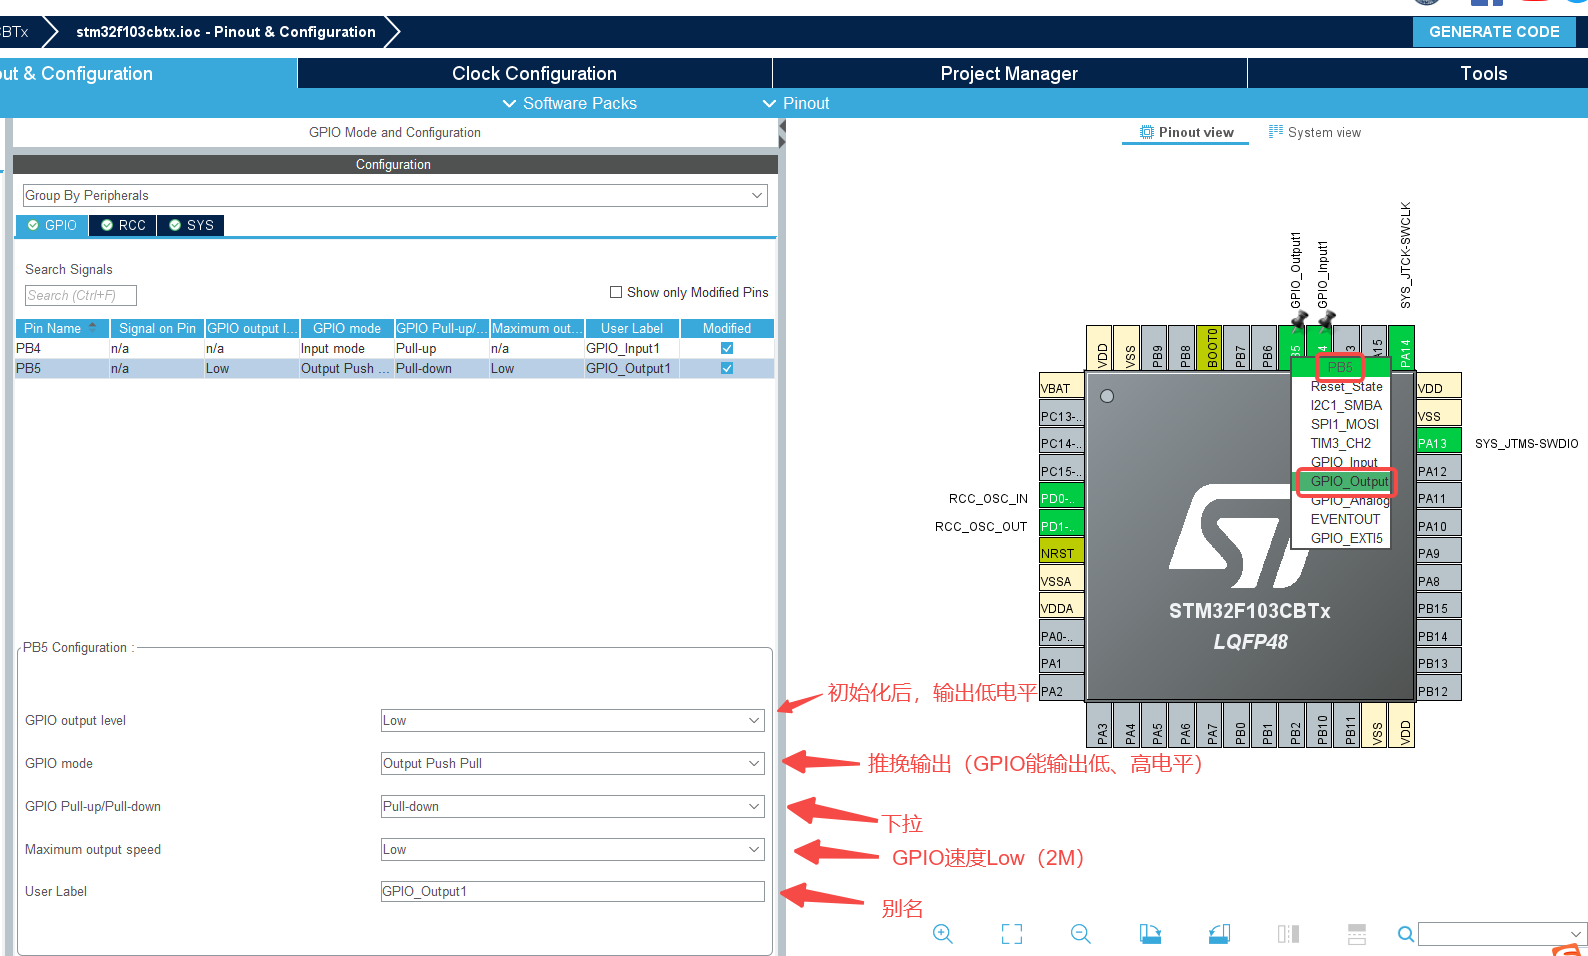 CBTx
stm32f103cbtx.ioc - Pinout & Configuration
GENERATE CODE
out & Configuration
Clock Configuration
Project Manager
Tools
Software Packs
Pinout
GPIO Mode and Configuration
Pinout view
System view
Configuration
Group By Peripherals
GPIO
RCC
SYS
Search Signals
Search (Ctrl+F)
Show only Modified Pins
Pin Name Signal on Pin GPIO output l... GPIO mode GPIO Pull-up/... Maximum out... User Label Modified
PB4 n/a n/a Input mode Pull-up n/a GPIO_Input1
PB5 n/a Low Output Push ... Pull-down Low GPIO_Output1
PB5 Configuration :
GPIO output level
Low
GPIO mode
Output Push Pull
GPIO Pull-up/Pull-down
Pull-down
Maximum output speed
Low
User Label
GPIO_Output1
初始化后，输出低电平
推挽输出（GPIO能输出低、高电平）
下拉
GPIO速度Low（2M）
别名
GPIO_Output1
GPIO_Input1
SYS_JTCK-SWCLK
VDD
VSS
PB9
PB8
BOOT0
PB7
PB6
B5
4
3
A15
PA14
PB5
Reset_State
I2C1_SMBA
SPI1_MOSI
TIM3_CH2
GPIO_Input
GPIO_Output
GPIO_Analog
EVENTOUT
GPIO_EXTI5
VBAT
PC13-..
PC14-..
PC15-..
RCC_OSC_IN
PD0-..
RCC_OSC_OUT
PD1-..
NRST
VSSA
VDDA
PA0-..
PA1
PA2
VDD
VSS
PA13
SYS_JTMS-SWDIO
PA12
PA11
PA10
PA9
PA8
PB15
PB14
PB13
PB12
ST
STM32F103CBTx
LQFP48
PA3
PA4
PA5
PA6
PA7
PB0
PB1
PB2
PB10
PB11
VSS
VDD